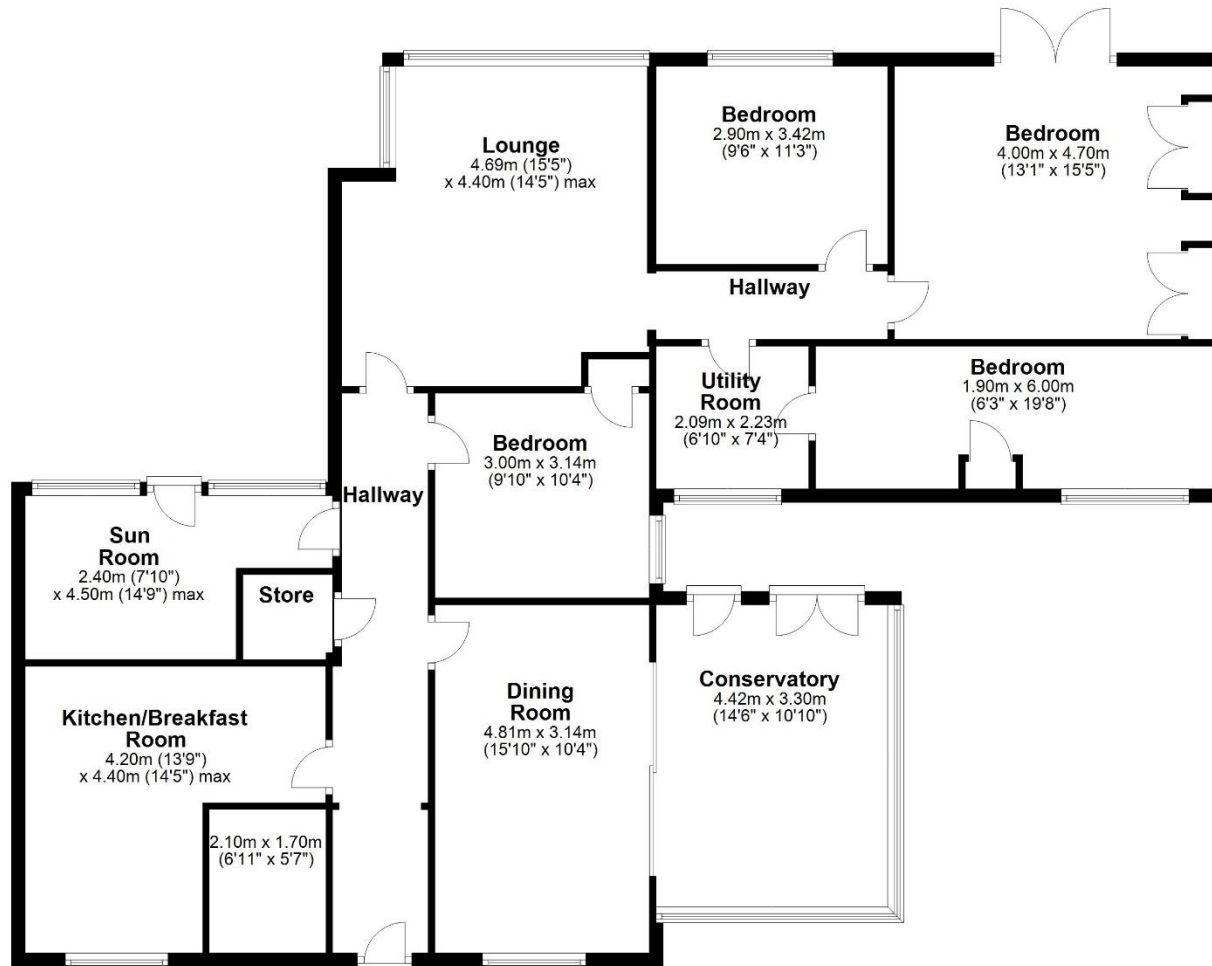 Lounge
4.69m (15'5")
x 4.40m (14'5") max
Bedroom
2.90m x 3.42m
(9'6" x 11'3")
Bedroom
4.00m x 4.70m
(13'1" x 15'5")
Hallway
Utility
Room
2.09m x 2.23m
(6'10" x 7'4")
Bedroom
1.90m x 6.00m
(6'3" x 19'8")
Bedroom
3.00m x 3.14m
(9'10" x 10'4")
Hallway
Sun
Room
2.40m (7'10")
x 4.50m (14'9") max
Store
Kitchen/Breakfast
Room
4.20m (13'9")
x 4.40m (14'5") max
2.10m x 1.70m
(6'11" x 5'7")
Dining
Room
4.81m x 3.14m
(15'10" x 10'4")
Conservatory
4.42m x 3.30m
(14'6" x 10'10")